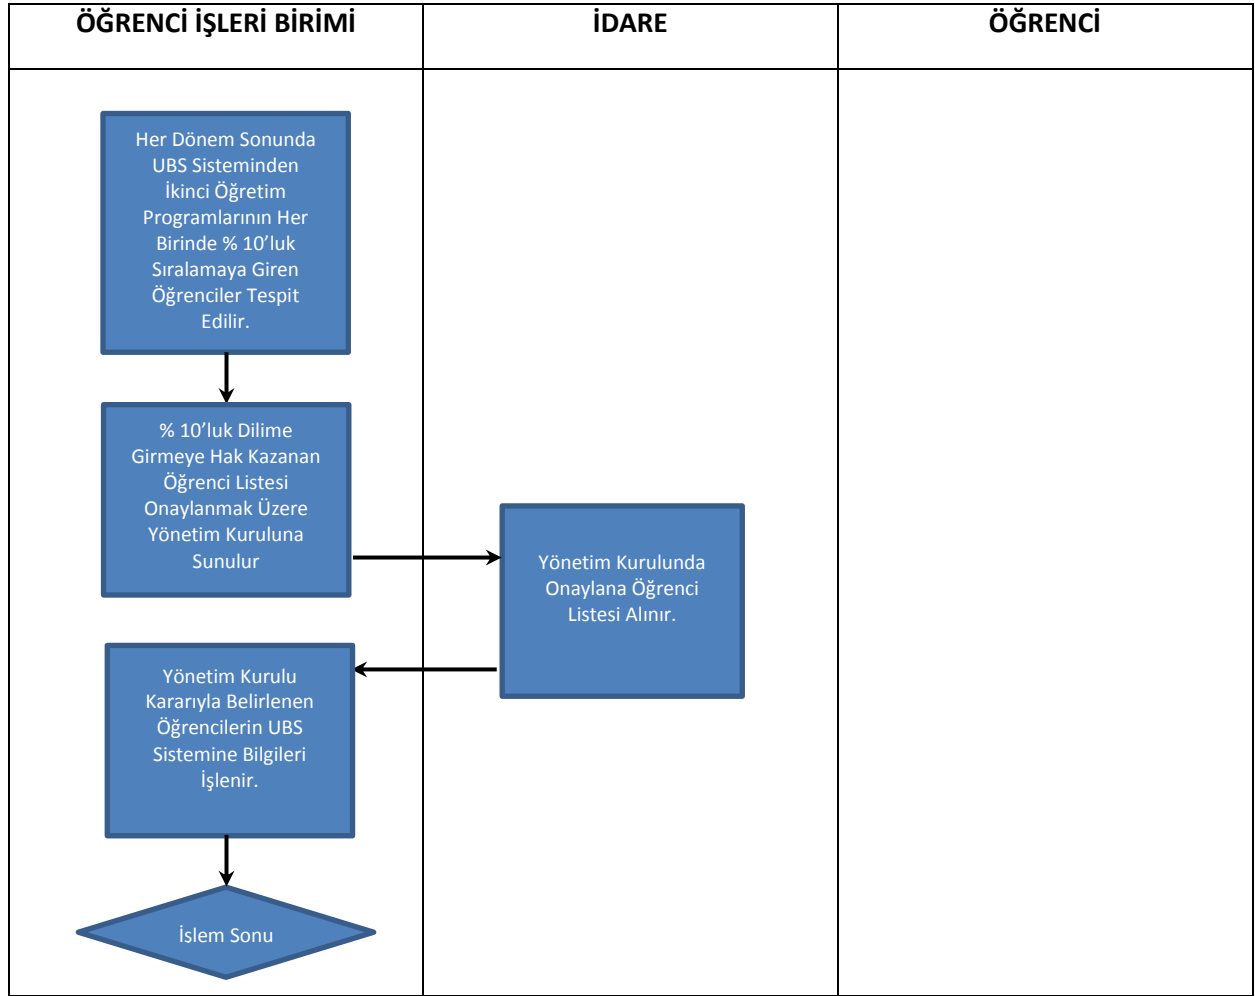 ÖĞRENCİ İŞLERİ BİRİMİ
İDARE
ÖĞRENCİ
Her Dönem Sonunda
UBS Sisteminden
İkinci Öğretim
Programlarının Her
Birinde % 10’luk
Sıralamaya Giren
Öğrenciler Tespit
Edilir.
% 10’luk Dilime
Girmeye Hak Kazanan
Öğrenci Listesi
Onaylanmak Üzere
Yönetim Kuruluna
Sunulur
Yönetim Kurulunda
Onaylana Öğrenci
Listesi Alınır.
Yönetim Kurulu
Kararıyla Belirlenen
Öğrencilerin UBS
Sistemine Bilgileri
İşlenir.
İslem Sonu